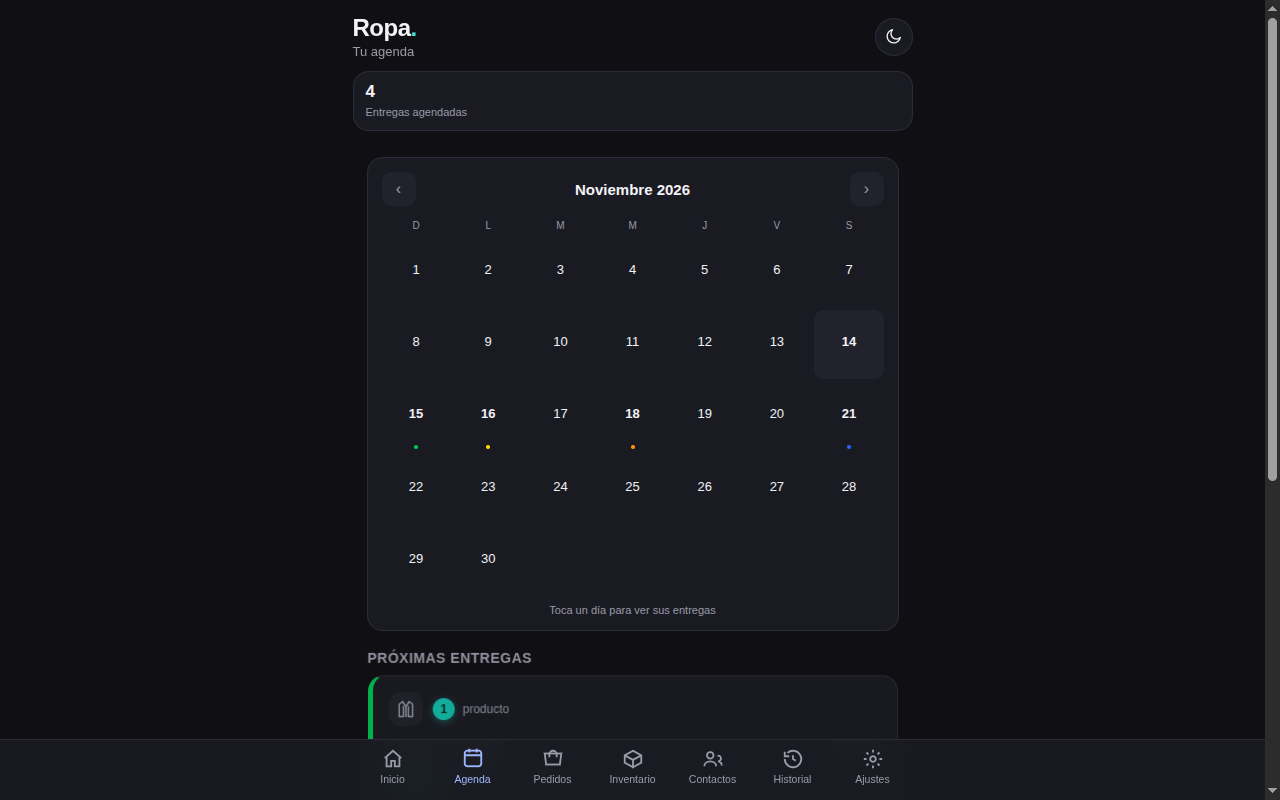 Ropa.
Tu agenda
4
Entregas agendadas
‹ Noviembre 2026 ›
D L M M J V S
1 2 3 4 5 6 7
8 9 10 11 12 13 14
15 16 17 18 19 20 21
22 23 24 25 26 27 28
29 30
Toca un día para ver sus entregas
PRÓXIMAS ENTREGAS
1 producto
Inicio Agenda Pedidos Inventario Contactos Historial Ajustes